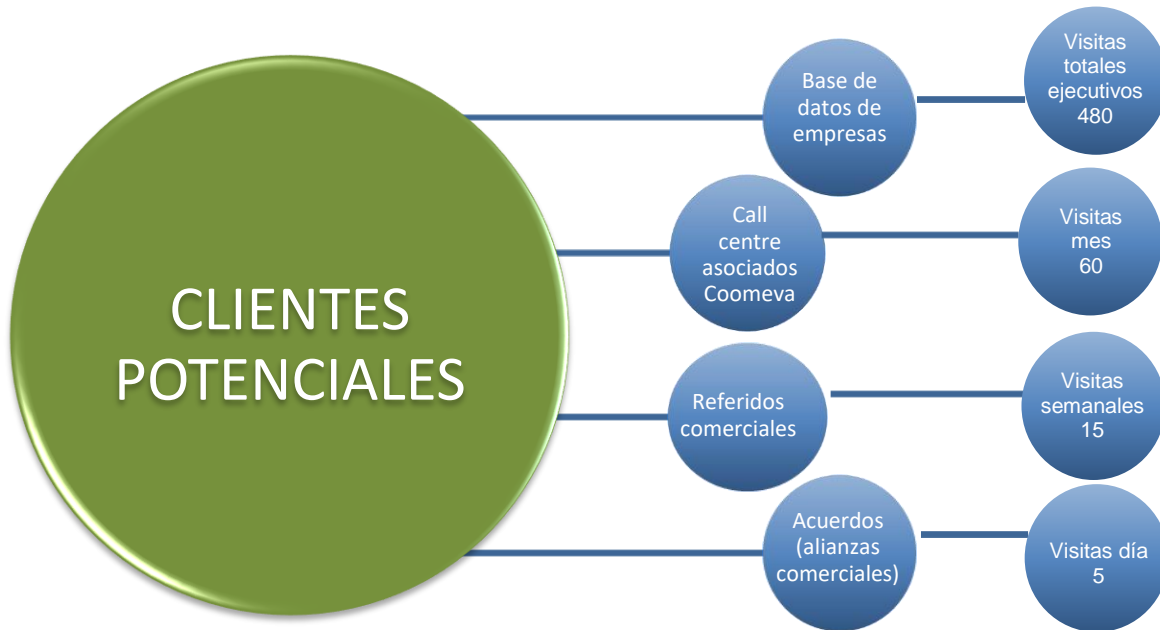 CLIENTES
POTENCIALES
Base de
datos de
empresas
Visitas
totales
ejecutivos
480
Call
centre
asociados
Coomeva
Visitas
mes
60
Referidos
comerciales
Visitas
semanales
15
Acuerdos
(alianzas
comerciales)
Visitas día
5